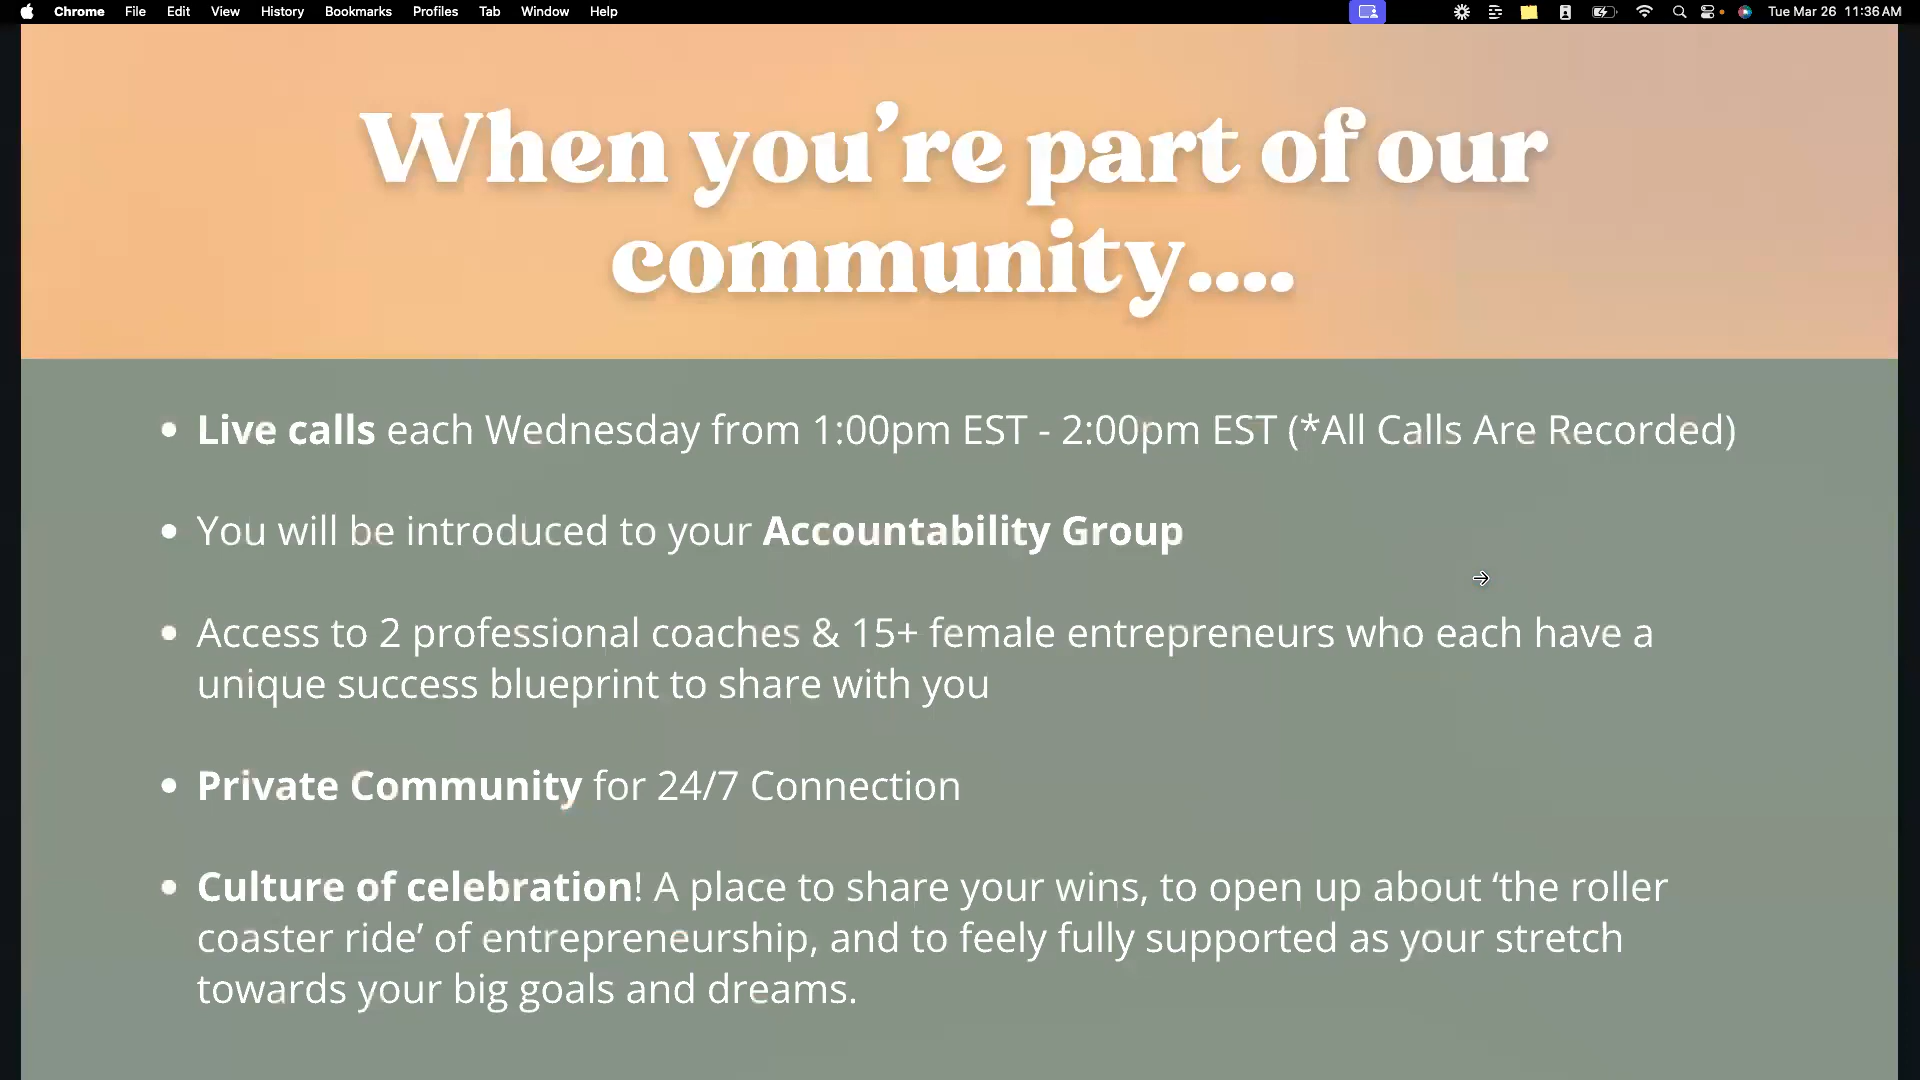 Chrome File Edit View History Bookmarks Profiles Tab Window Help Tue Mar 26 11:36 AM
When you’re part of our
community....
• Live calls each Wednesday from 1:00pm EST - 2:00pm EST (*All Calls Are Recorded)
• You will be introduced to your Accountability Group
• Access to 2 professional coaches & 15+ female entrepreneurs who each have a
unique success blueprint to share with you
• Private Community for 24/7 Connection
• Culture of celebration! A place to share your wins, to open up about ‘the roller
coaster ride’ of entrepreneurship, and to feely fully supported as your stretch
towards your big goals and dreams.